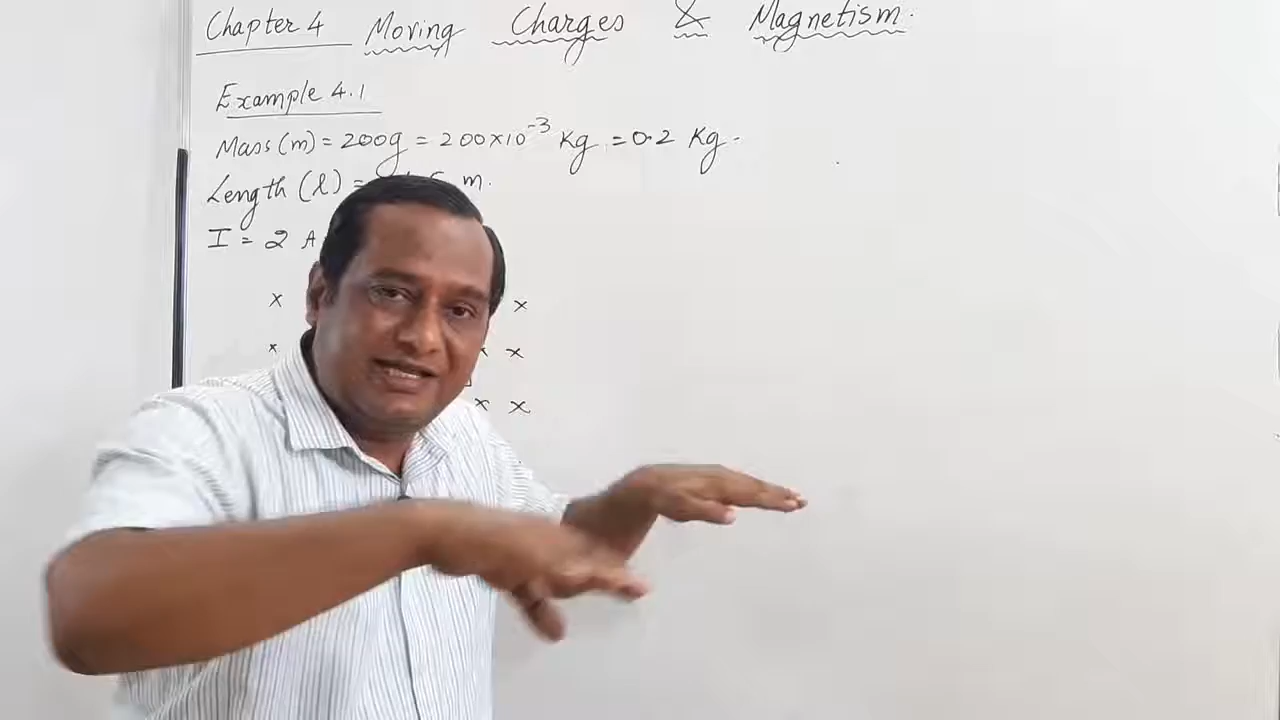 Chapter 4 Moving Charges & Magnetism.
Example 4.1
Mass (m) = 200g = 200×10⁻³ Kg = 0.2 Kg.
Length (l) = m.
I = 2 A
× ×
× × ×
× ×